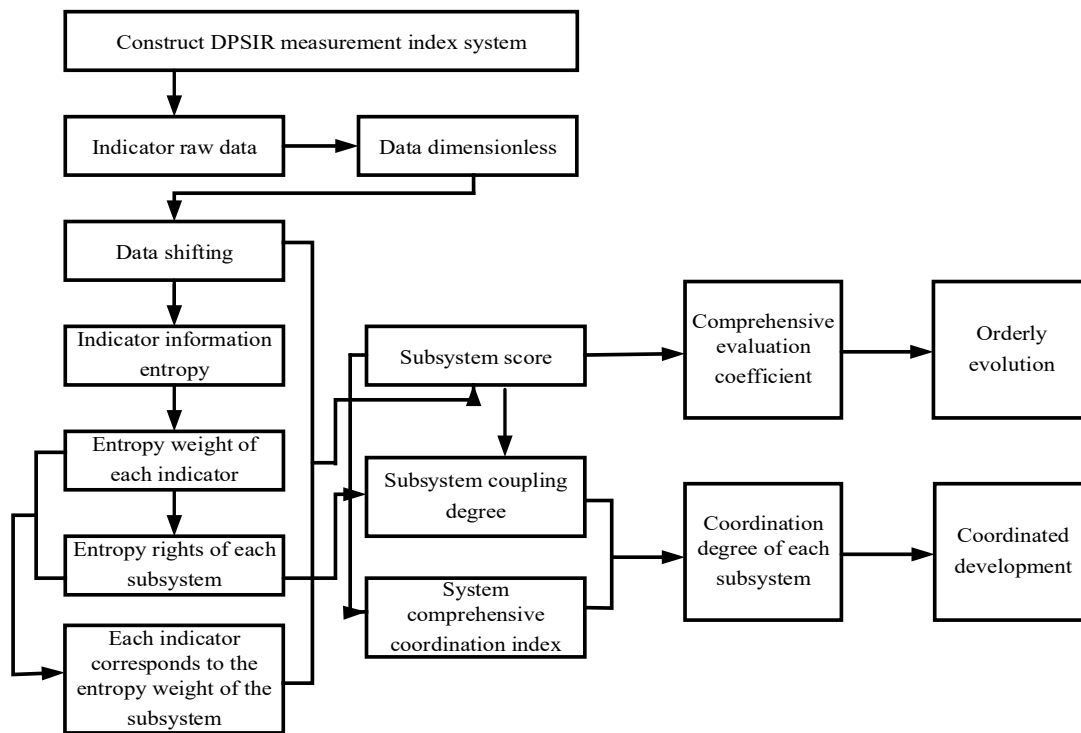 Construct DPSIR measurement index system
Indicator raw data
Data dimensionless
Data shifting
Indicator information
entropy
Entropy weight of
each indicator
Entropy rights of each
subsystem
Each indicator
corresponds to the
entropy weight of the
subsystem
Subsystem score
Subsystem coupling
degree
System
comprehensive
coordination index
Comprehensive
evaluation
coefficient
Orderly
evolution
Coordination
degree of each
subsystem
Coordinated
development